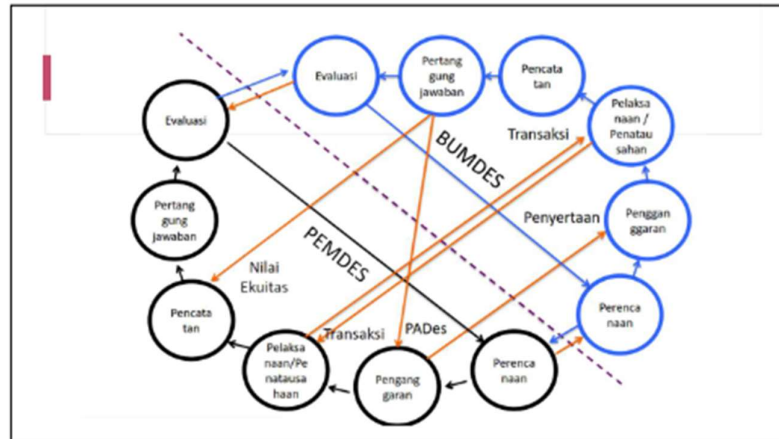 Evaluasi
Pertang
gung
jawaban
Pencata
tan
Pelaksa
naan /
Penatau
sahan
Transaksi
BUMDES
Evaluasi
Pertang
gung
jawaban
PEMDES
Penyertaan
Penggan
ggaran
Nilai
Ekuitas
Pencata
tan
Perenca
naan
Transaksi
PADes
Pelaksa
naan/Pe
natausa
haan
Pengang
garan
Perenca
naan